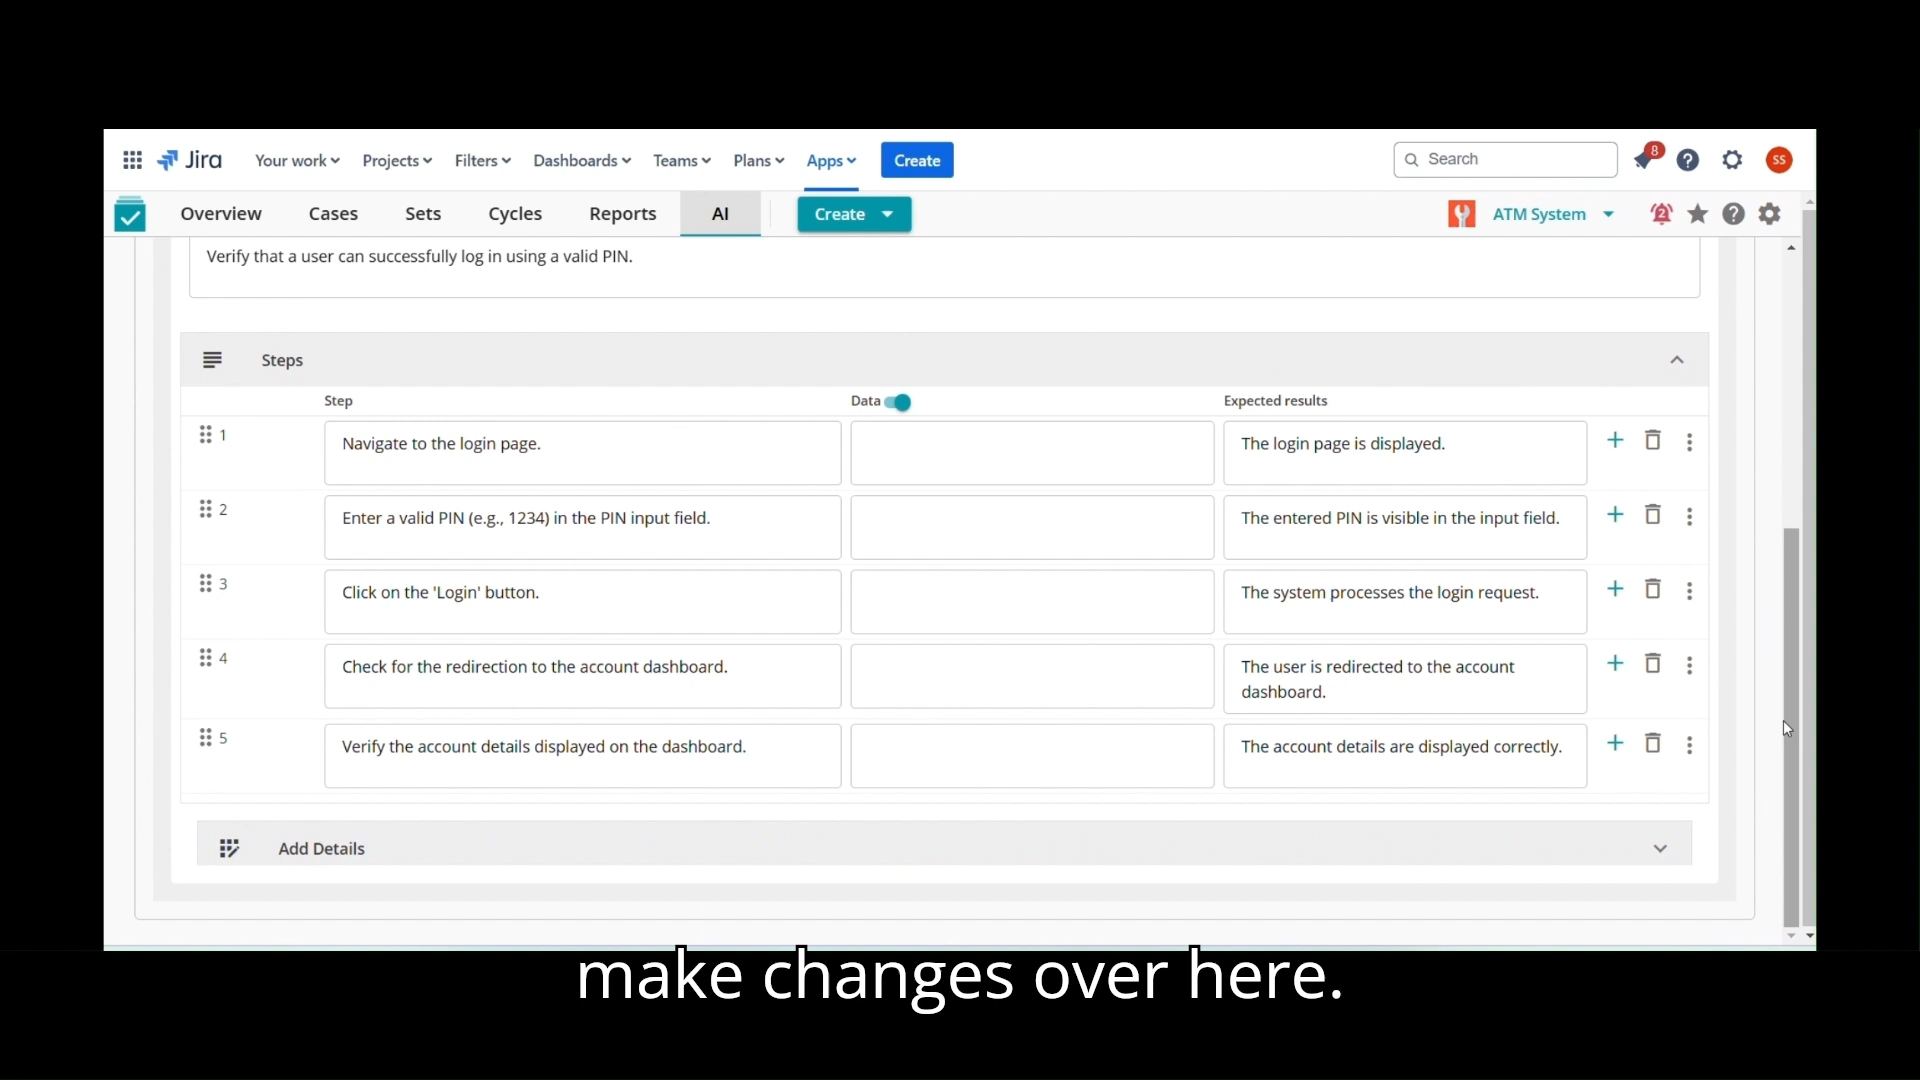 Jira Your work Projects Filters Dashboards Teams Plans Apps Create Search 8 SS
Overview Cases Sets Cycles Reports AI Create ATM System 2
Verify that a user can successfully log in using a valid PIN.
Steps
Step Data Expected results
1 Navigate to the login page. The login page is displayed.
2 Enter a valid PIN (e.g., 1234) in the PIN input field. The entered PIN is visible in the input field.
3 Click on the 'Login' button. The system processes the login request.
4 Check for the redirection to the account dashboard. The user is redirected to the account
dashboard.
5 Verify the account details displayed on the dashboard. The account details are displayed correctly.
Add Details
make changes over here.